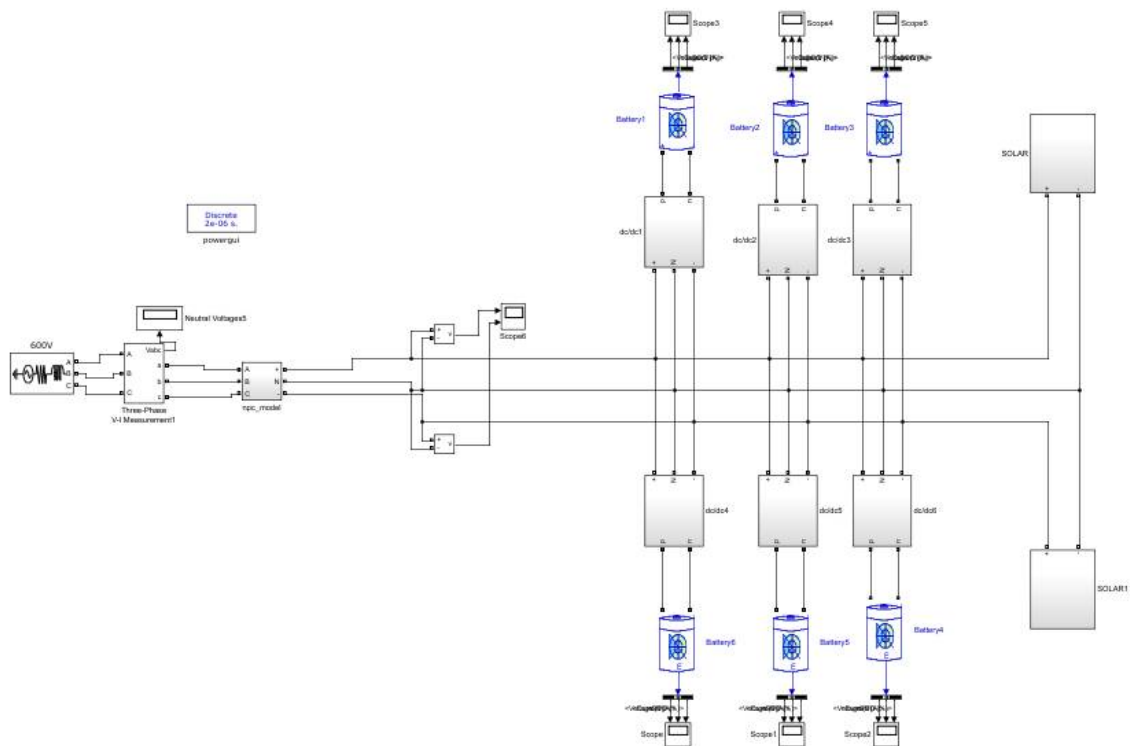 Scope3
Scope4
Scope5
Battery1
Battery2
Battery3
SOLAR
+ -
p n
p n
p n
Discrete
2e-06 s.
powergui
dc/dc1
dc/dc2
dc/dc3
+ N -
+ N -
+ N -
Neutral Voltages5
Scope6
+ - v
600V
A
B
C
Vabc
A a
B b
C c
A +
B N
C -
Three-Phase
V-I Measurement1
npc_model
+ - v
+ N -
+ N -
+ N -
dc/dc4
dc/dc5
dc/dc6
p n
p n
p n
+ -
SOLAR1
Battery6
Battery5
Battery4
E
E
E
Scope
Scope1
Scope2